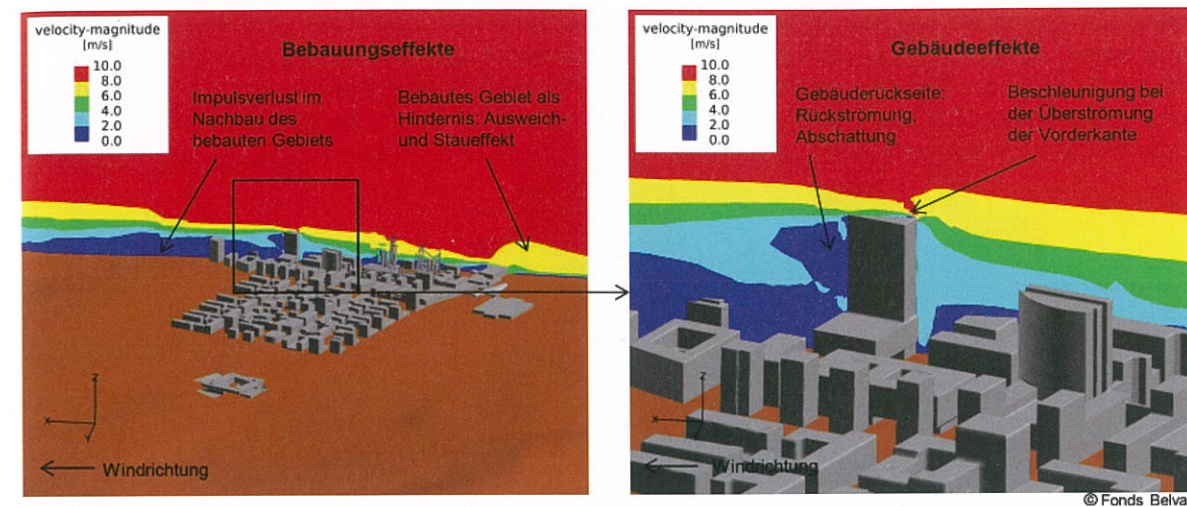 velocity-magnitude
[m/s]
10.0
8.0
6.0
4.0
2.0
0.0
Bebauungseffekte
Impulsverlust im
Nachbau des
bebauten Gebiets
Bebautes Gebiet als
Hindernis: Ausweich-
und Staueffekt
z
x
y
Windrichtung
velocity-magnitude
[m/s]
10.0
8.0
6.0
4.0
2.0
0.0
Gebäudeeffekte
Gebäuderückseite:
Rückströmung,
Abschattung
Beschleunigung bei
der Überströmung
der Vorderkante
z
x
Windrichtung
© Fonds Belva